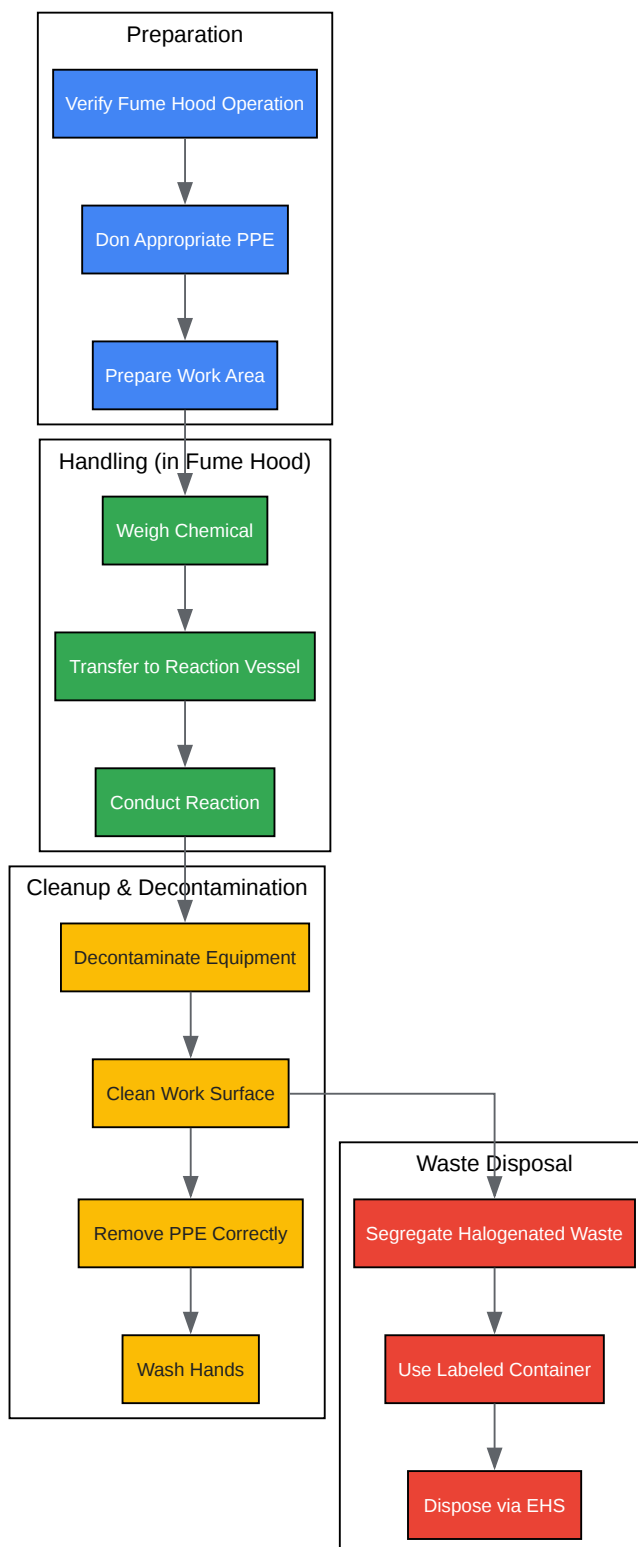 Preparation
Verify Fume Hood Operation
Don Appropriate PPE
Prepare Work Area
Handling (in Fume Hood)
Weigh Chemical
Transfer to Reaction Vessel
Conduct Reaction
Cleanup & Decontamination
Decontaminate Equipment
Clean Work Surface
Remove PPE Correctly
Wash Hands
Waste Disposal
Segregate Halogenated Waste
Use Labeled Container
Dispose via EHS